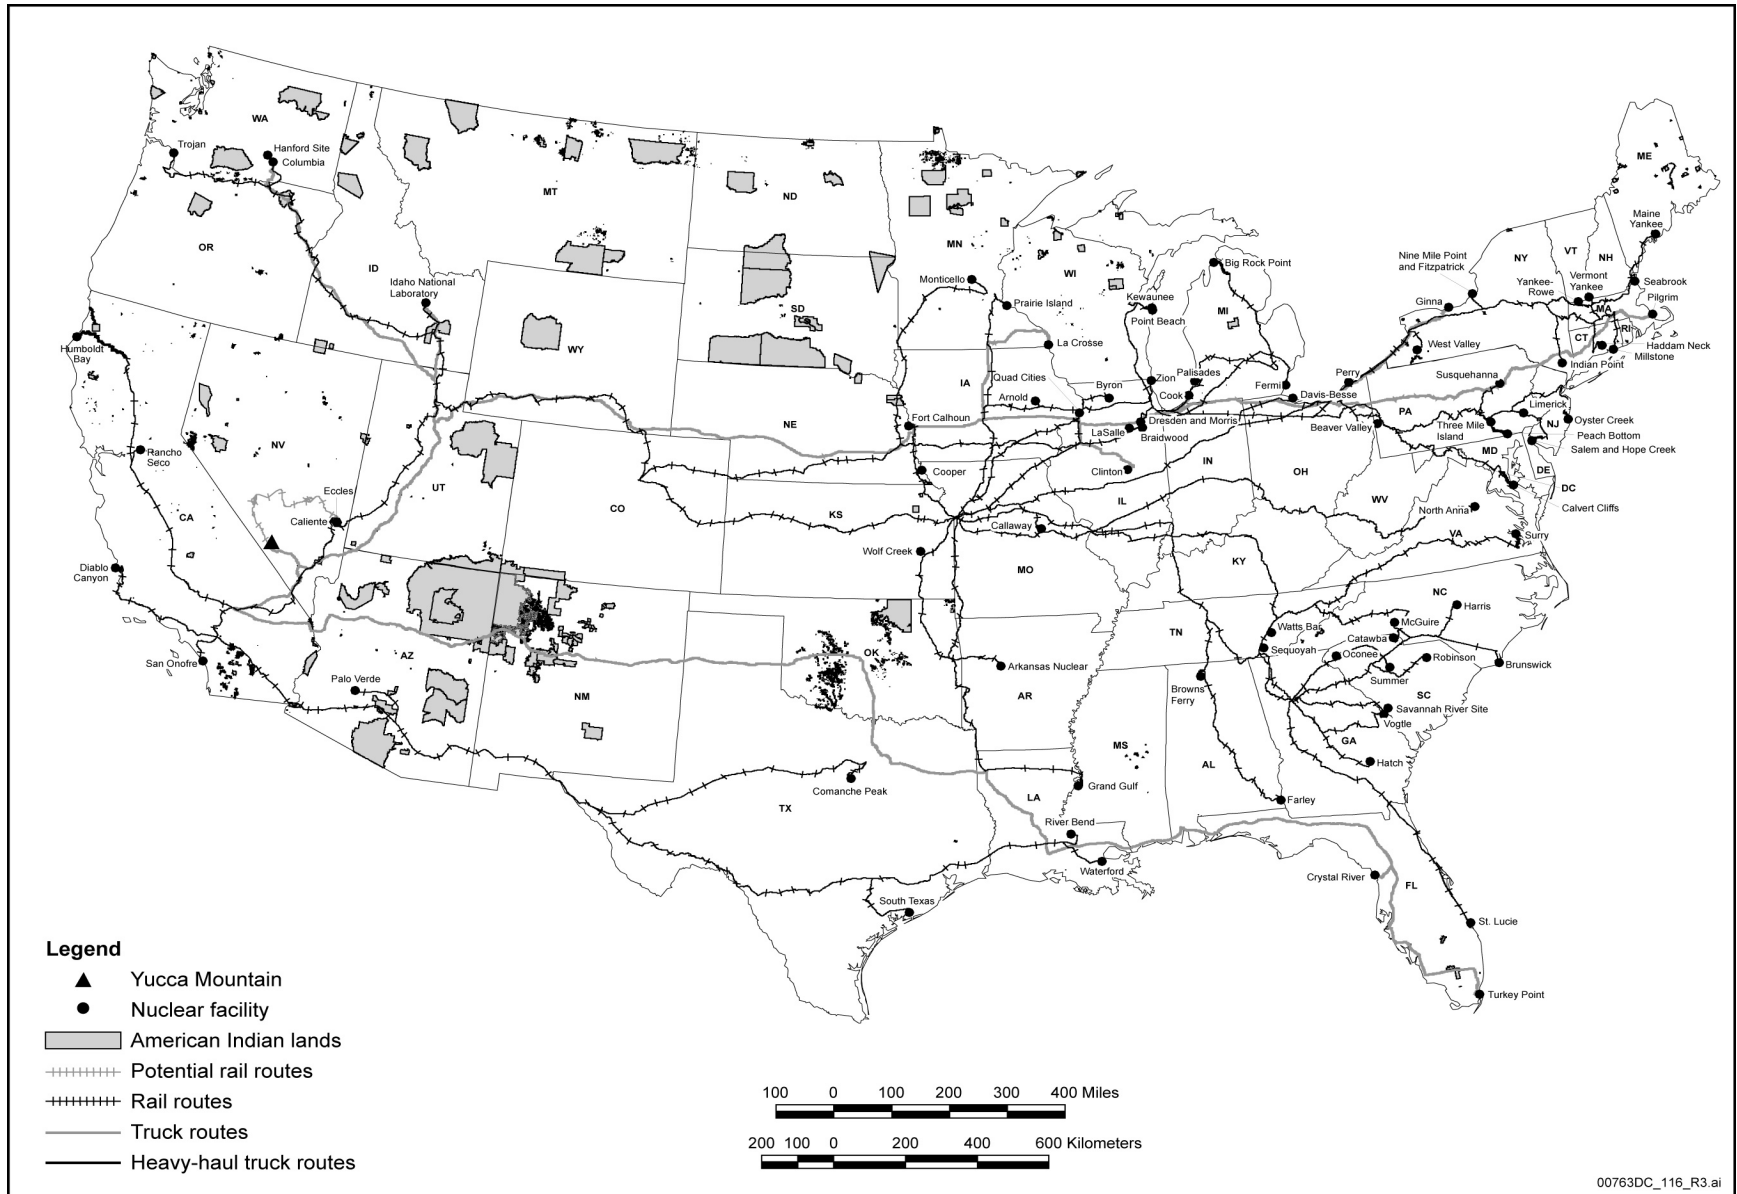 WA
Trojan
Hanford Site
Columbia
MT
ND
MN
ME
OR
ID
Idaho National
Laboratory
Monticello
WI
Big Rock Point
Maine
Yankee
VT
NH
NY
Nine Mile Point
and Fitzpatrick
Yankee-
Rowe
Vermont
Yankee
Seabrook
Pilgrim
Ginna
MA
RI
CT
Haddam Neck
Millstone
Indian Point
Humboldt
Bay
WY
SD
Prairie Island
Kewaunee
Point Beach
MI
La Crosse
West Valley
Quad Cities
IA
Arnold
Byron
Zion
Palisades
Cook
Fermi
Davis-Besse
Perry
Susquehanna
PA
Limerick
Beaver Valley
Three Mile
Island
NJ
Oyster Creek
Peach Bottom
Salem and Hope Creek
NE
Fort Calhoun
LaSalle
Dresden and Morris
Braidwood
Rancho
Seco
NV
Eccles
Caliente
UT
CO
KS
Cooper
Clinton
IN
IL
OH
WV
MD
DE
DC
Calvert Cliffs
North Anna
VA
Surry
CA
Diablo
Canyon
Wolf Creek
Callaway
MO
KY
NC
Harris
San Onofre
AZ
Palo Verde
NM
OK
Arkansas Nuclear
AR
TN
Watts Bar
Sequoyah
McGuire
Catawba
Oconee
Robinson
Summer
Brunswick
SC
Browns
Ferry
Savannah River Site
Vogtle
GA
Hatch
MS
AL
Farley
Grand Gulf
LA
River Bend
Waterford
TX
Comanche Peak
South Texas
Crystal River
FL
St. Lucie
Turkey Point
Legend
Yucca Mountain
Nuclear facility
American Indian lands
Potential rail routes
Rail routes
Truck routes
Heavy-haul truck routes
100 0 100 200 300 400 Miles
200 100 0 200 400 600 Kilometers
00763DC_116_R3.ai